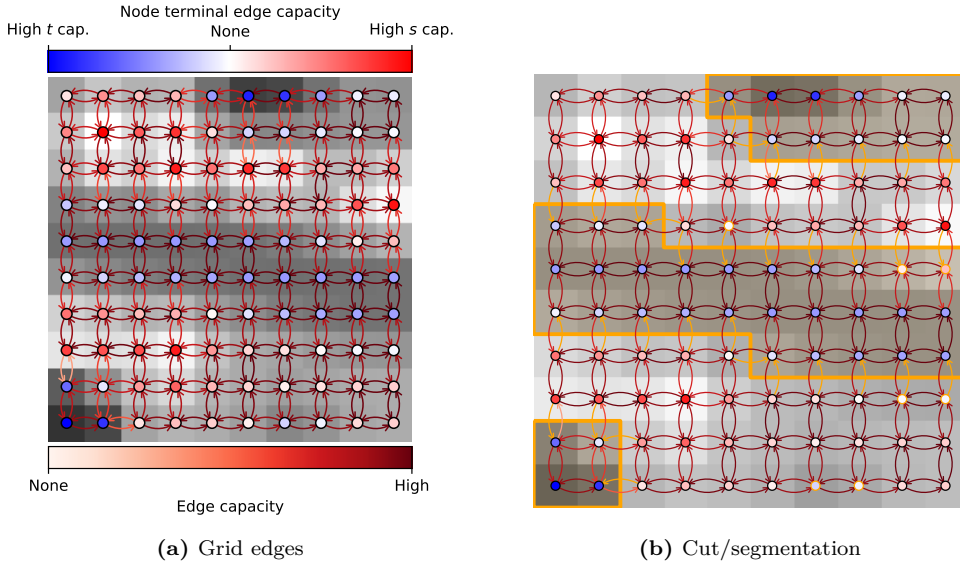 Node terminal edge capacity
High t cap.
None
High s cap.
None
High
Edge capacity
(a) Grid edges
(b) Cut/segmentation